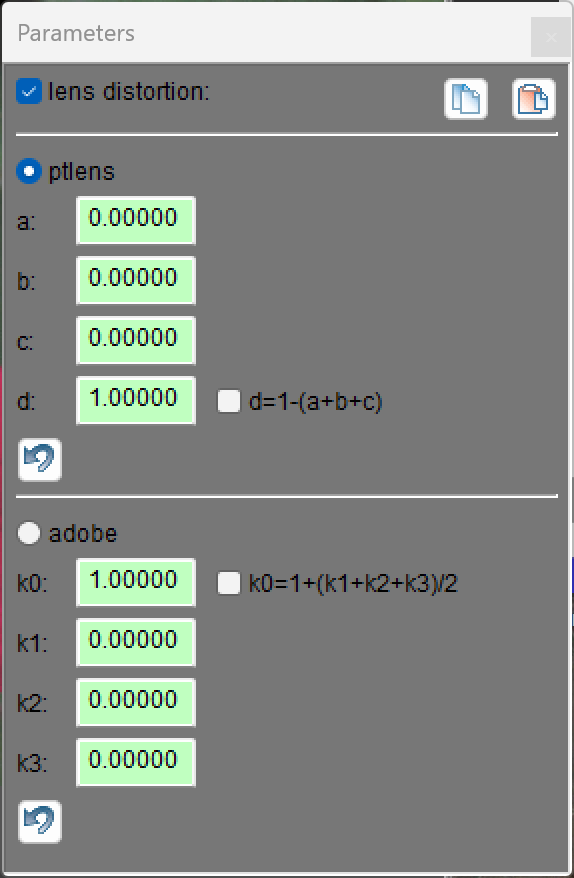 Parameters
lens distortion:
ptlens
a: 0.00000
b: 0.00000
c: 0.00000
d: 1.00000 d=1-(a+b+c)
adobe
k0: 1.00000 k0=1+(k1+k2+k3)/2
k1: 0.00000
k2: 0.00000
k3: 0.00000